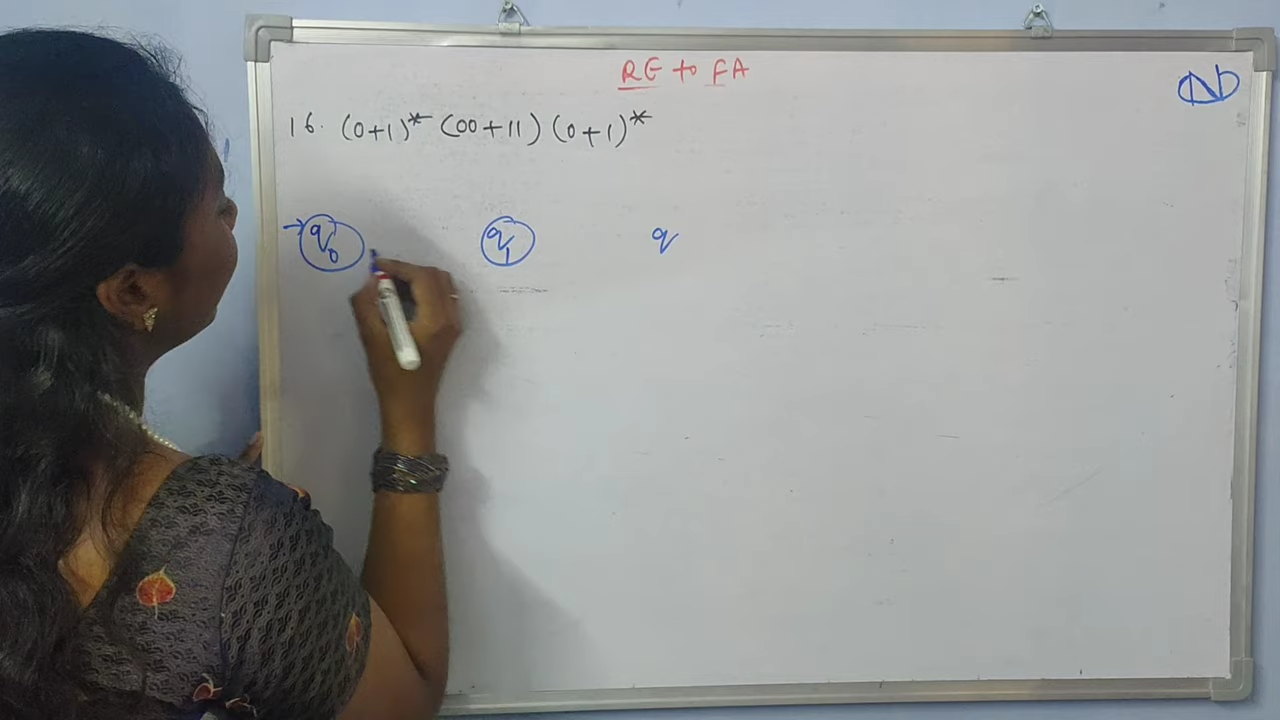 RE to FA
16. (0+1)* (00+11) (0+1)*
→q0 q1 q